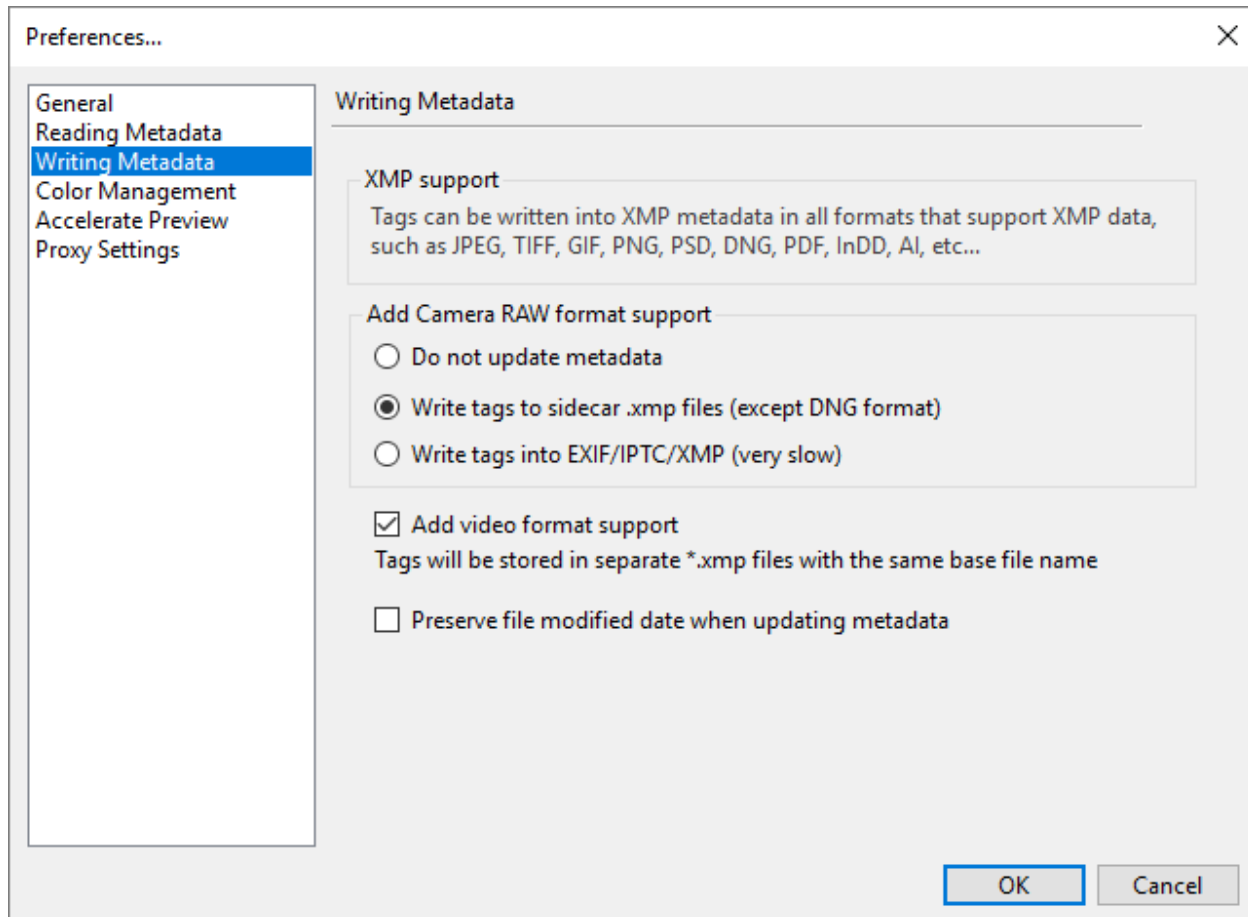 Preferences...
General
Reading Metadata
Writing Metadata
Color Management
Accelerate Preview
Proxy Settings
Writing Metadata
XMP support
Tags can be written into XMP metadata in all formats that support XMP data,
such as JPEG, TIFF, GIF, PNG, PSD, DNG, PDF, InDD, AI, etc...
Add Camera RAW format support
Do not update metadata
Write tags to sidecar .xmp files (except DNG format)
Write tags into EXIF/IPTC/XMP (very slow)
Add video format support
Tags will be stored in separate *.xmp files with the same base file name
Preserve file modified date when updating metadata
OK
Cancel